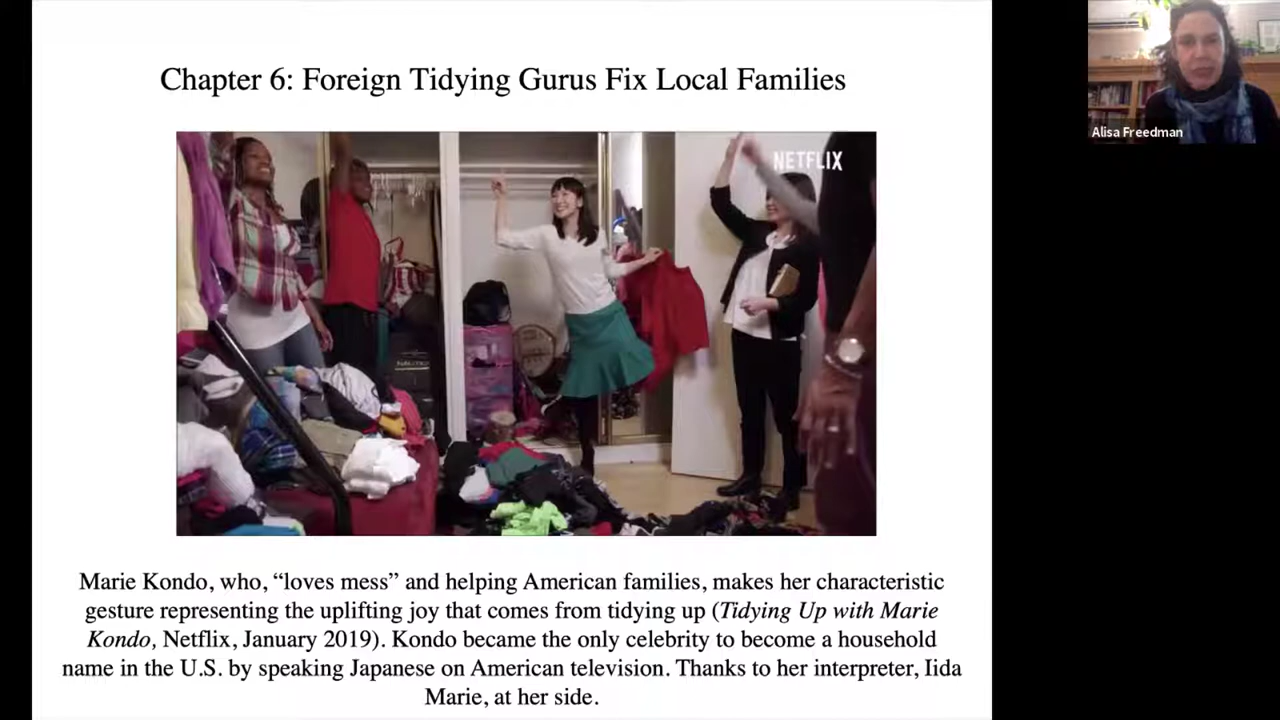 Chapter 6: Foreign Tidying Gurus Fix Local Families
NETFLIX
Alisa Freedman
Marie Kondo, who, “loves mess” and helping American families, makes her characteristic
gesture representing the uplifting joy that comes from tidying up (Tidying Up with Marie
Kondo, Netflix, January 2019). Kondo became the only celebrity to become a household
name in the U.S. by speaking Japanese on American television. Thanks to her interpreter, Iida
Marie, at her side.